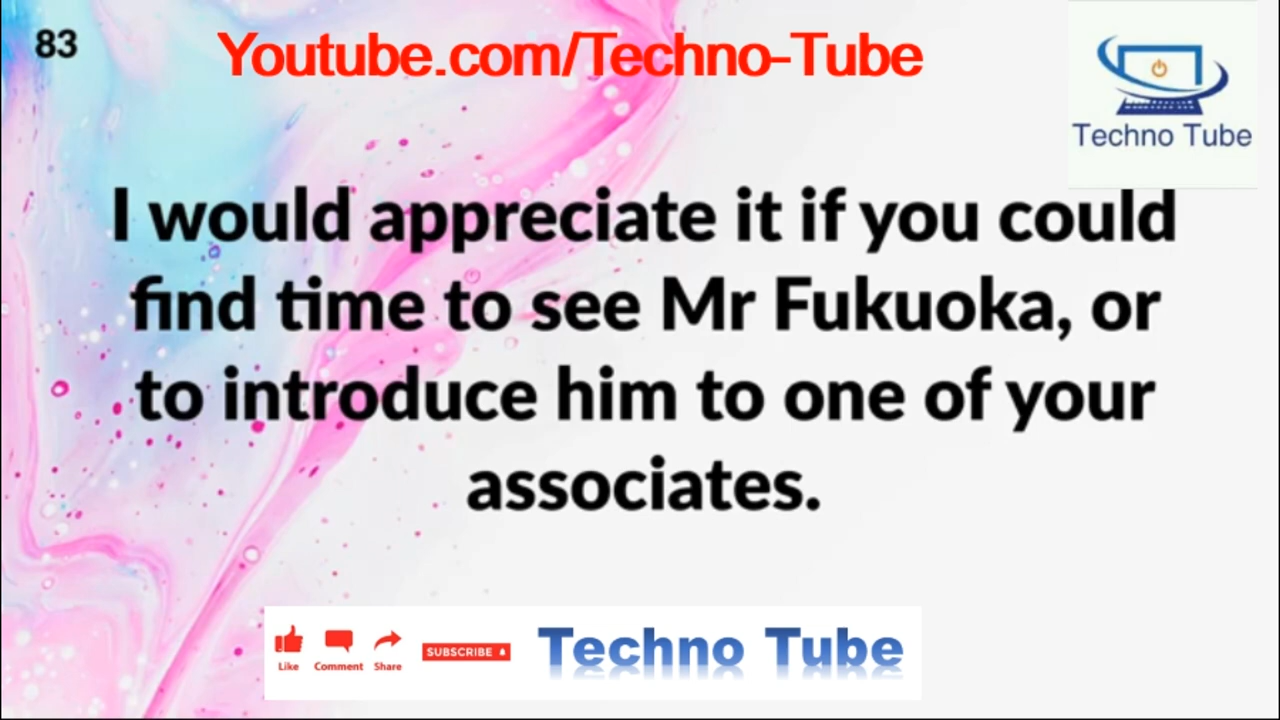 83
Youtube.com/Techno-Tube
Techno Tube
I would appreciate it if you could
find time to see Mr Fukuoka, or
to introduce him to one of your
associates.
Like Comment Share
SUBSCRIBE
Techno Tube